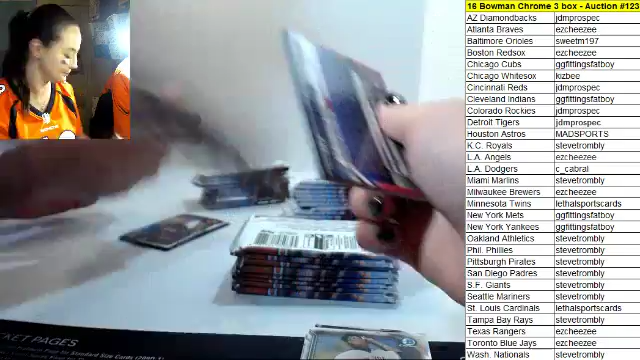 16 Bowman Chrome 3 box - Auction #123
AZ Diamondbacks jdmprospec
Atlanta Braves ezcheezee
Baltimore Orioles sweetm197
Boston Redsox ezcheezee
Chicago Cubs ggfittingsfatboy
Chicago Whitesox kizbee
Cincinnati Reds jdmprospec
Cleveland Indians ggfittingsfatboy
Colorado Rockies jdmprospec
Detroit Tigers jdmprospec
Houston Astros MADSPORTS
K.C. Royals stevetrombly
L.A. Angels ezcheezee
L.A. Dodgers c_cabral
Miami Marlins stevetrombly
Milwaukee Brewers ezcheezee
Minnesota Twins lethalsportscards
New York Mets ggfittingsfatboy
New York Yankees ggfittingsfatboy
Oakland Athletics stevetrombly
Phil. Phillies stevetrombly
Pittsburgh Pirates stevetrombly
San Diego Padres stevetrombly
S.F. Giants stevetrombly
Seattle Mariners stevetrombly
St. Louis Cardinals lethalsportscards
Tampa Bay Rays stevetrombly
Texas Rangers ezcheezee
Toronto Blue Jays ezcheezee
Wash. Nationals stevetrombly
CKET PAGES